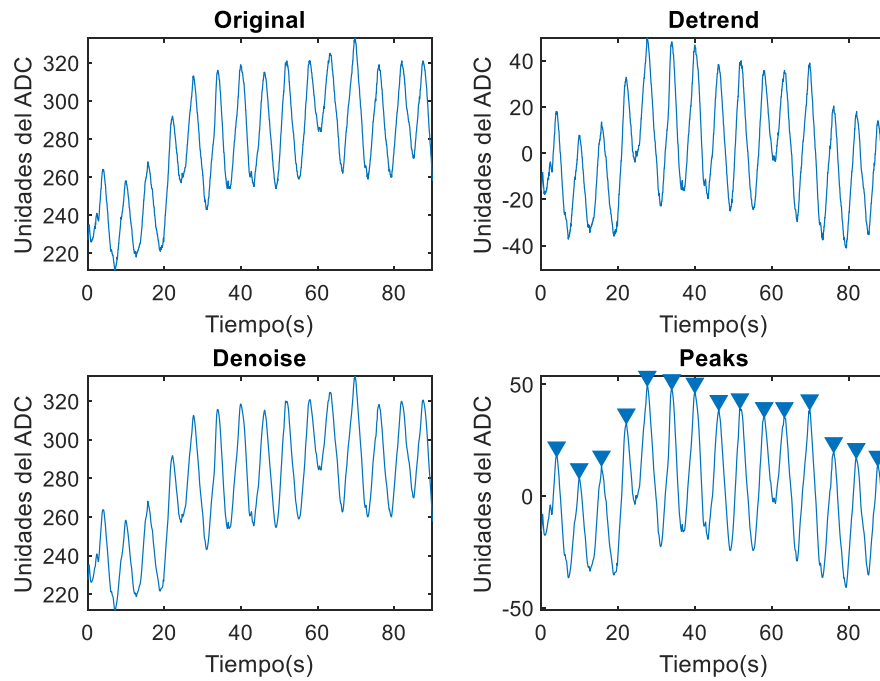 Original
Unidades del ADC
320
300
280
260
240
220
0 20 40 60 80
Tiempo(s)
Detrend
Unidades del ADC
40
20
0
-20
-40
0 20 40 60 80
Tiempo(s)
Denoise
Unidades del ADC
320
300
280
260
240
220
0 20 40 60 80
Tiempo(s)
Peaks
Unidades del ADC
50
0
-50
0 20 40 60 80
Tiempo(s)